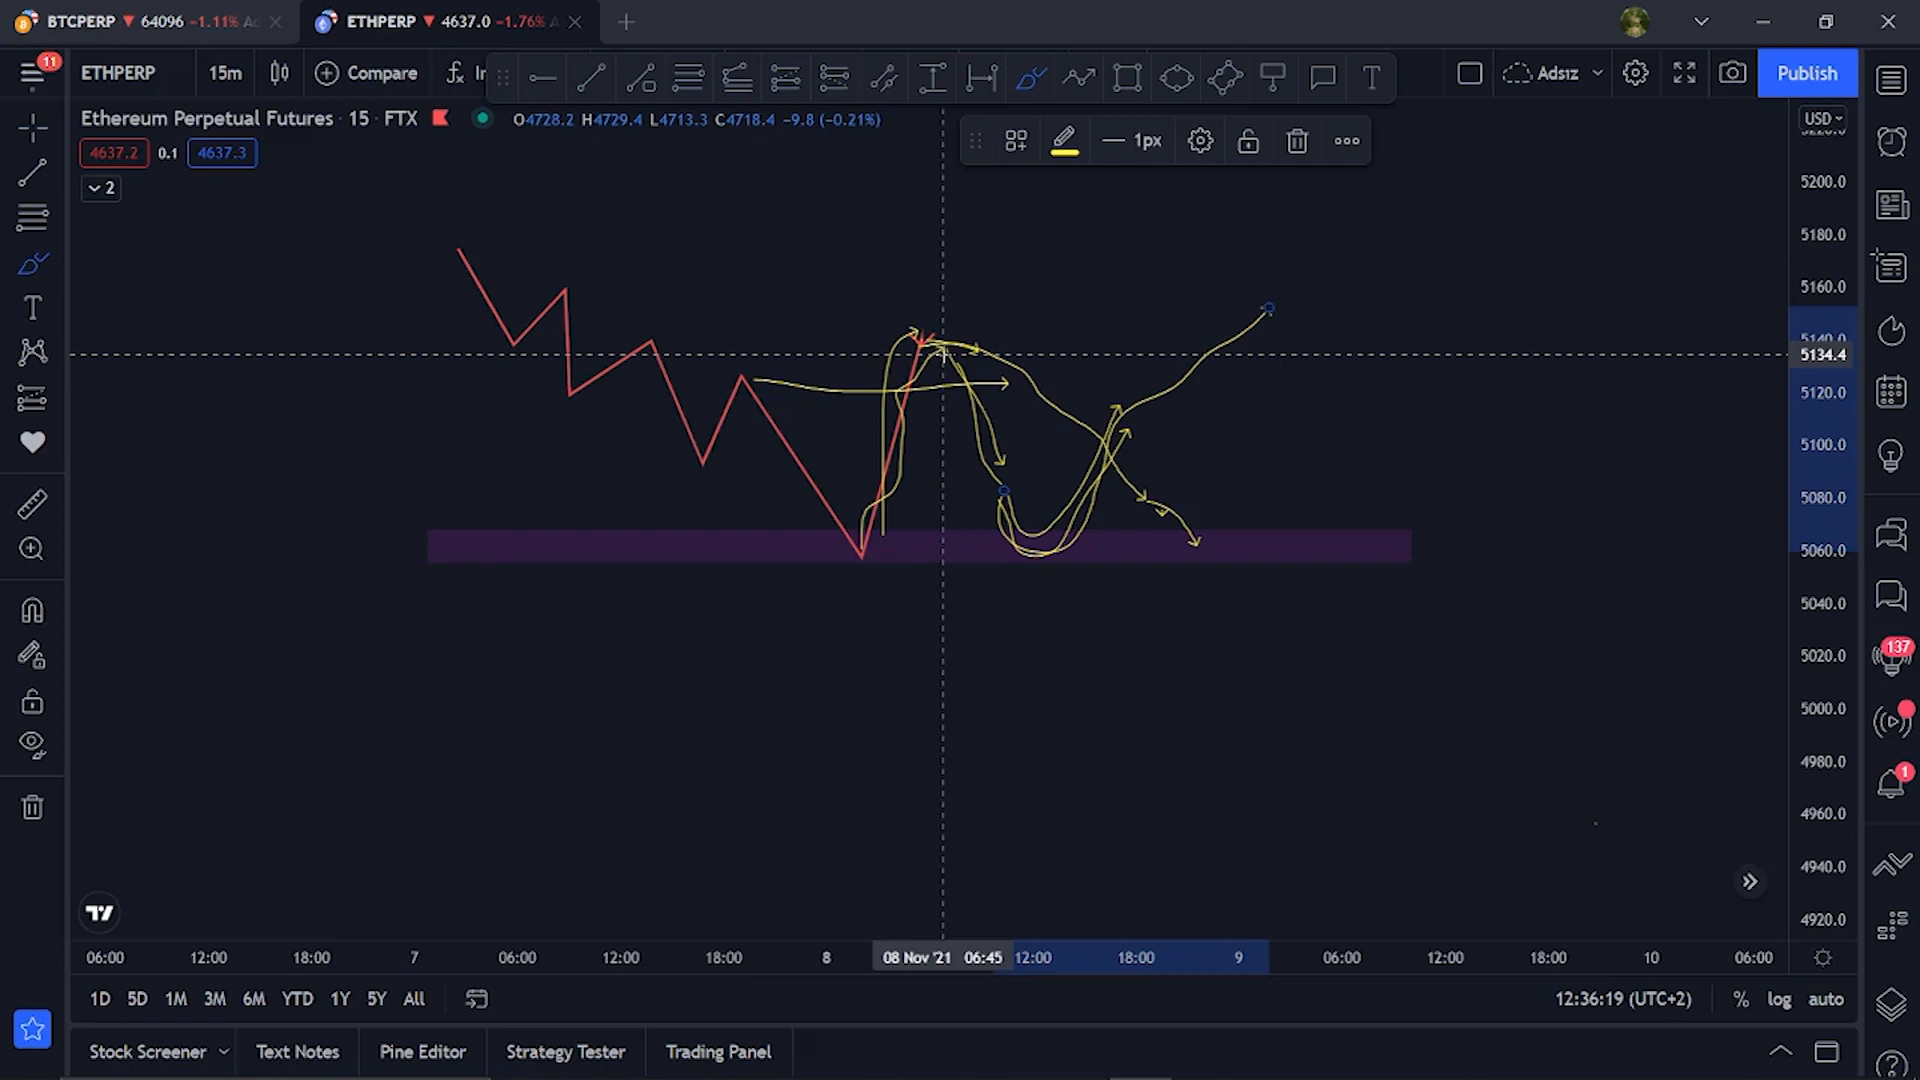 BTCPERP ▼ 64096 −1.11%
ETHPERP ▼ 4637.0 −1.76%
11
ETHPERP
15m
Compare
T
1px
Adsız
Publish
Ethereum Perpetual Futures · 15 · FTX
O4728.2 H4729.4 L4713.3 C4718.4 −9.8 (−0.21%)
4637.2
0.1
4637.3
2
USD
5200.0
5180.0
5160.0
5134.4
5120.0
5100.0
5080.0
5060.0
5040.0
5020.0
5000.0
4980.0
4960.0
4940.0
4920.0
137
1
06:00 12:00 18:00 7 06:00 12:00 18:00 8 08 Nov '21 06:45 12:00 18:00 9 06:00 12:00 18:00 10 06:00
1D 5D 1M 3M 6M YTD 1Y 5Y All
12:36:19 (UTC+2) % log auto
Stock Screener Text Notes Pine Editor Strategy Tester Trading Panel